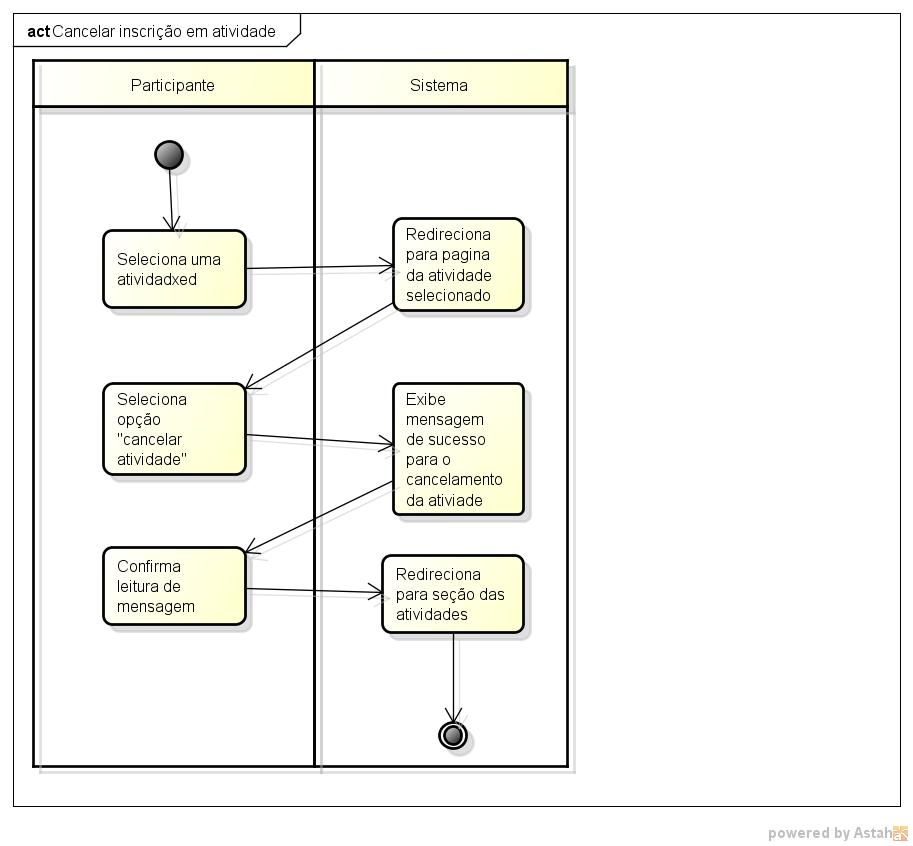 act Cancelar inscrição em atividade
Participante
Sistema
Seleciona uma
atividadxed
Redireciona
para pagina
da atividade
selecionado
Seleciona
opção
"cancelar
atividade"
Exibe
mensagem
de sucesso
para o
cancelamento
da ativiade
Confirma
leitura de
mensagem
Redireciona
para seção das
atividades
powered by Astah